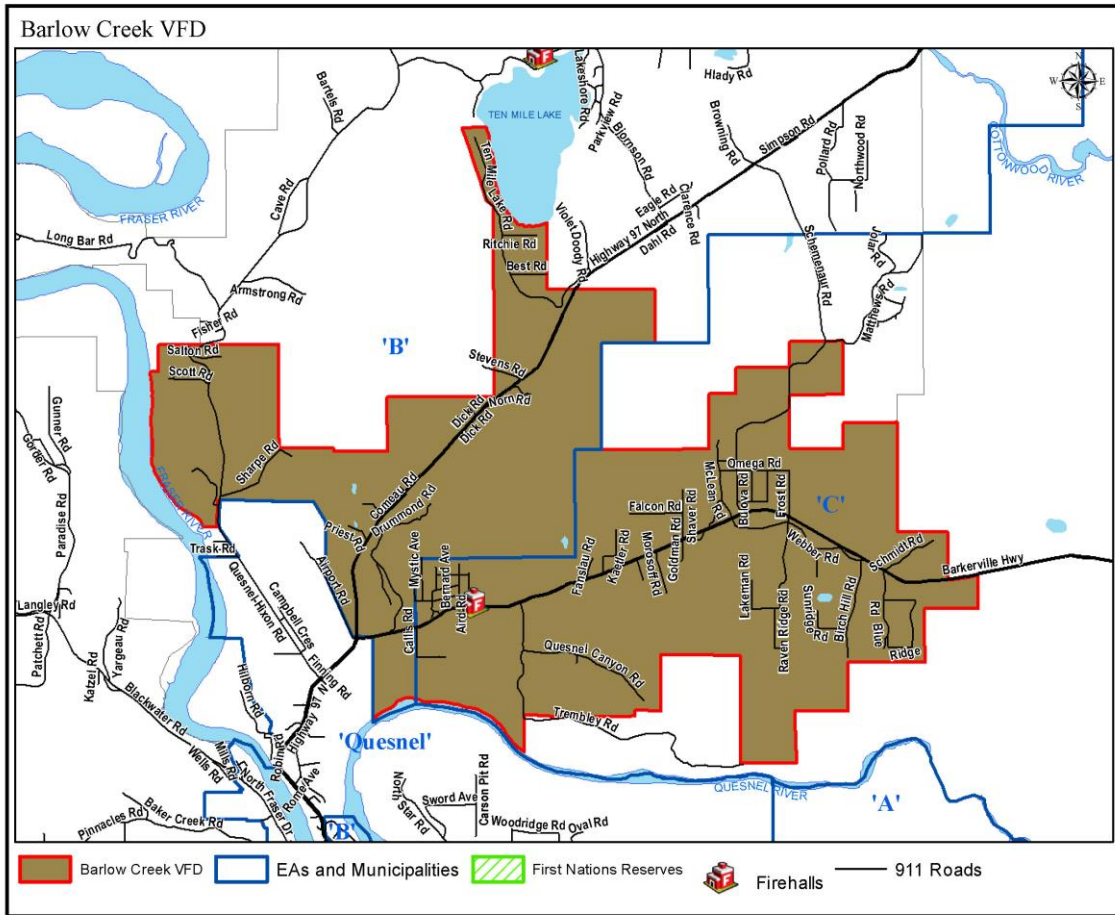 Barlow Creek VFD
N
W E
S
Bartels Rd
Lakeshore Rd
Parkview Rd
Hlady Rd
TEN MILE LAKE
Bjornson Rd
Browning Rd
Simpson Rd
Pollard Rd
Northwood Rd
COTTONWOOD RIVER
FRASER RIVER
Cave Rd
Ten Mile Lake Rd
Eagle Rd
Clarence Rd
Violet Doody Rd
Highway 97 North
Dahl Rd
Long Bar Rd
Ritchie Rd
Best Rd
Schemenaur Rd
Jolar Rd
Matthews Rd
Armstrong Rd
Fisher Rd
'B'
Salton Rd
Scott Rd
Stevens Rd
Gunner Rd
Gorder Rd
Paradise Rd
Dick Rd
Norn Rd
Dick Rd
Sharpe Rd
FRASER RIVER
Comeau Rd
Drummond Rd
Priest Rd
McLean Rd
Omega Rd
Bulova Rd
Frost Rd
'C'
Falcon Rd
Shaver Rd
Goldman Rd
Morosoff Rd
Kaeller Rd
Fanslau Rd
Webber Rd
Schmidt Rd
Barkerville Hwy
Trask Rd
Airport Rd
Mystic Ave
Bernard Ave
Callis Rd
Aird Rd
Quesnel-Hixon Rd
Campbell Cres
Finning Rd
Lakeman Rd
Raven Ridge Rd
Sunridge Rd
Birch Hill Rd
Rd Blue
Ridge
Langley Rd
Patchett Rd
Yargeau Rd
Katzel Rd
Quesnel Canyon Rd
Hilborn Rd
Highway 97 N
Blackwater Rd
Trembley Rd
'Quesnel'
Robin Rd
Wells Rd
Mills Rd
North Fraser Dr
Rome Ave
QUESNEL RIVER
'A'
North Star Rd
Sword Ave
Carson Pit Rd
Pinnacles Rd
Baker Creek Rd
'B'
Woodridge Rd
Oval Rd
Barlow Creek VFD
EAs and Municipalities
First Nations Reserves
Firehalls
911 Roads